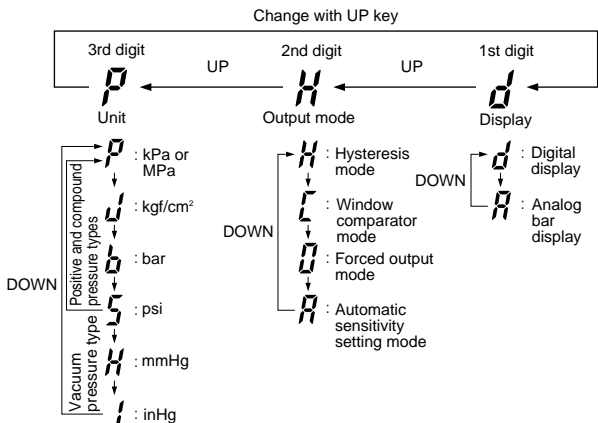 Change with UP key
3rd digit
2nd digit
1st digit
UP
UP
P
H
d
Unit
Output mode
Display
P : kPa or
MPa
J : kgf/cm²
b : bar
5 : psi
H : mmHg
i : inHg
DOWN
Positive and compound
pressure types
Vacuum
pressure type
H : Hysteresis
mode
C : Window
comparator
mode
0 : Forced output
mode
A : Automatic
sensitivity
setting mode
DOWN
d : Digital
display
A : Analog
bar
display
DOWN